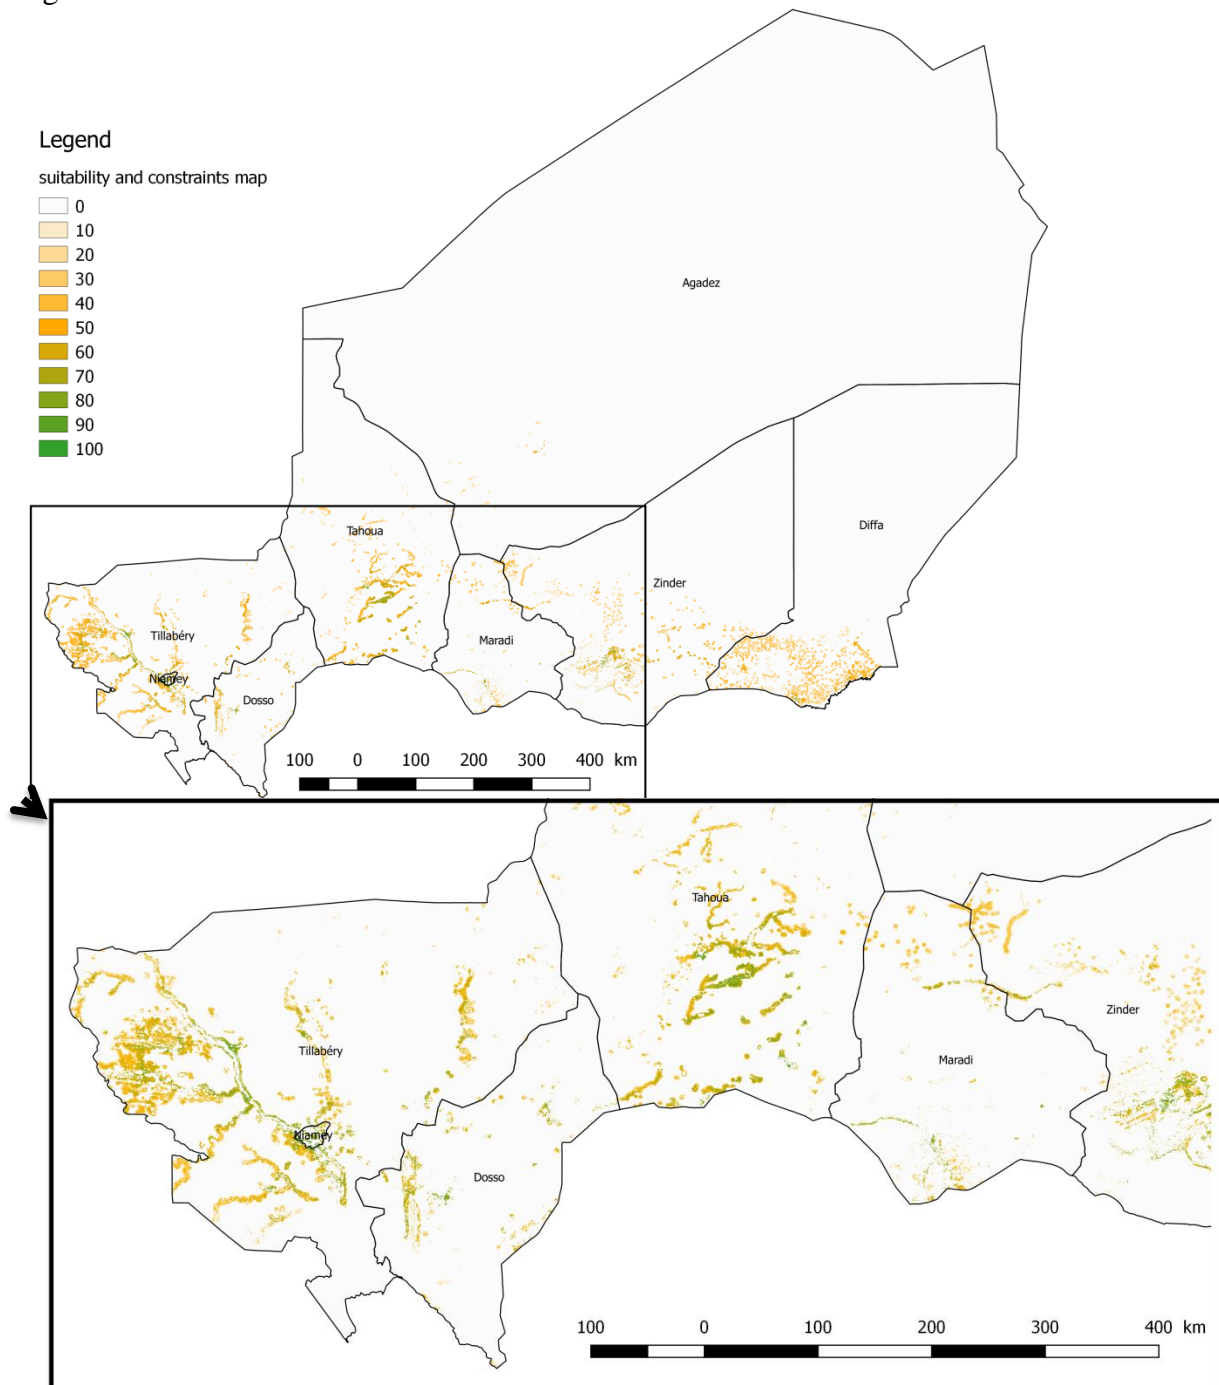 Legend
suitability and constraints map
0
10
20
30
40
50
60
70
80
90
100
Agadez
Tahoua
Diffa
Zinder
Tillabéry
Maradi
Niamey
Dosso
100 0 100 200 300 400 km
Tahoua
Zinder
Tillabéry
Maradi
Niamey
Dosso
100 0 100 200 300 400 km